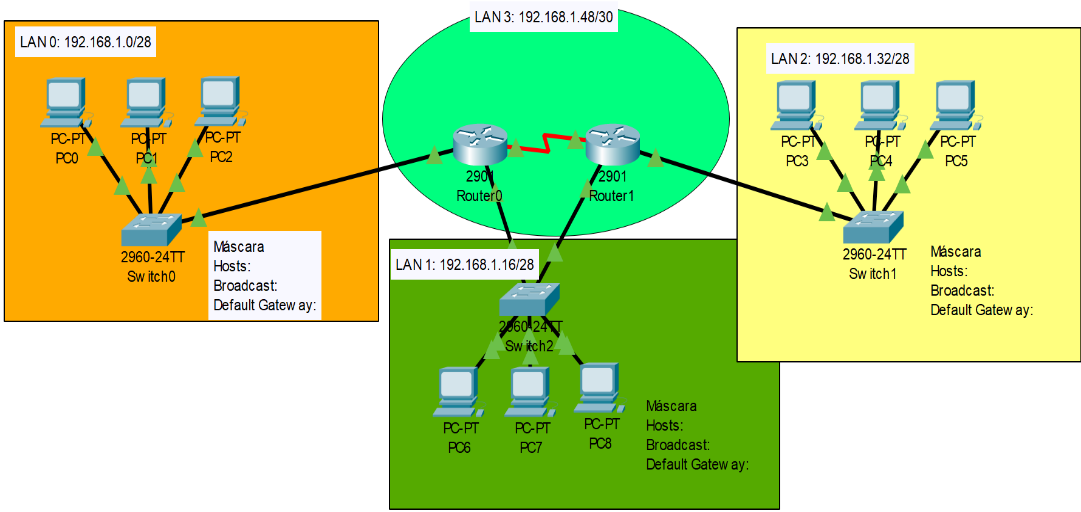 LAN 0: 192.168.1.0/28
PC-PT
PC0
PC-PT
PC1
PC-PT
PC2
2960-24TT
Switch0
Máscara
Hosts:
Broadcast:
Default Gateway:
LAN 3: 192.168.1.48/30
2901
Router0
2901
Router1
LAN 1: 192.168.1.16/28
2960-24TT
Switch2
PC-PT
PC6
PC-PT
PC7
PC-PT
PC8
Máscara
Hosts:
Broadcast:
Default Gateway:
LAN 2: 192.168.1.32/28
PC-PT
PC3
PC-PT
PC4
PC-PT
PC5
2960-24TT
Switch1
Máscara
Hosts:
Broadcast:
Default Gateway: